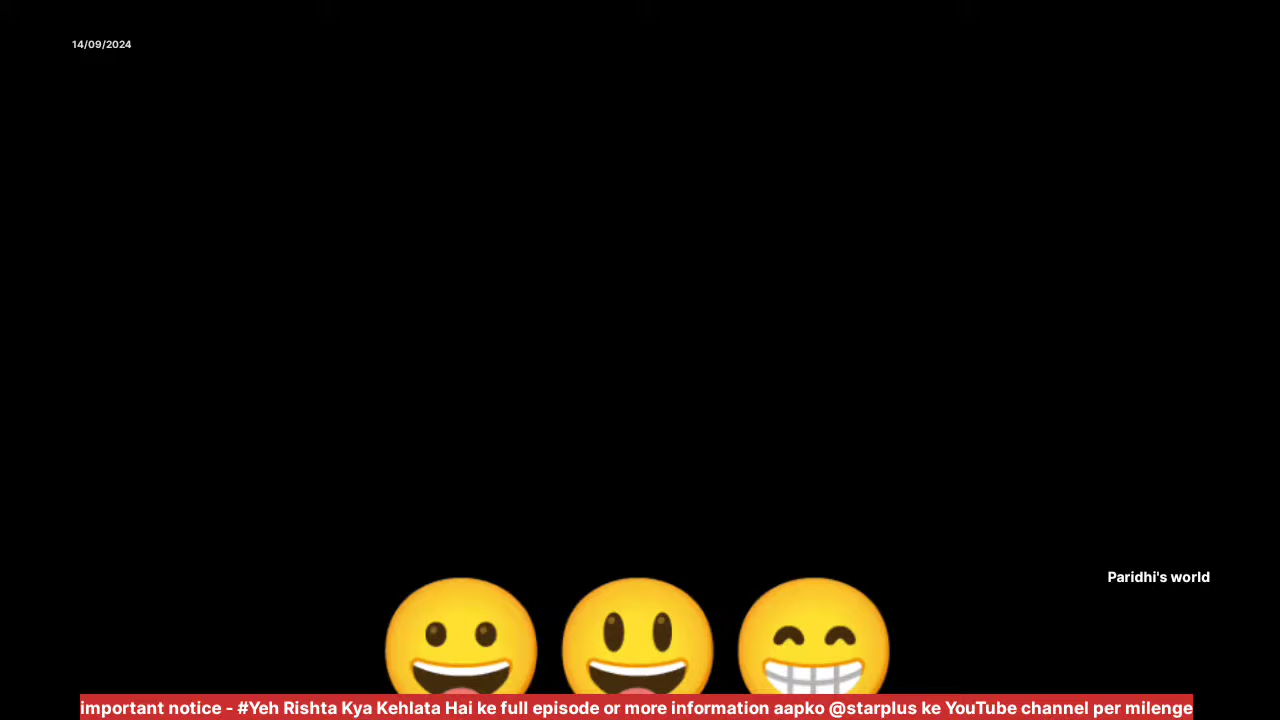 14/09/2024
Paridhi's world
important notice - #Yeh Rishta Kya Kehlata Hai ke full episode or more information aapko @starplus ke YouTube channel per milenge